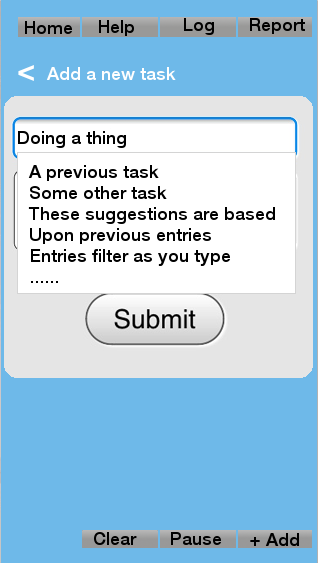 Home Help Log Report
< Add a new task
Doing a thing
A previous task
Some other task
These suggestions are based
Upon previous entries
Entries filter as you type
......
Submit
Clear Pause + Add